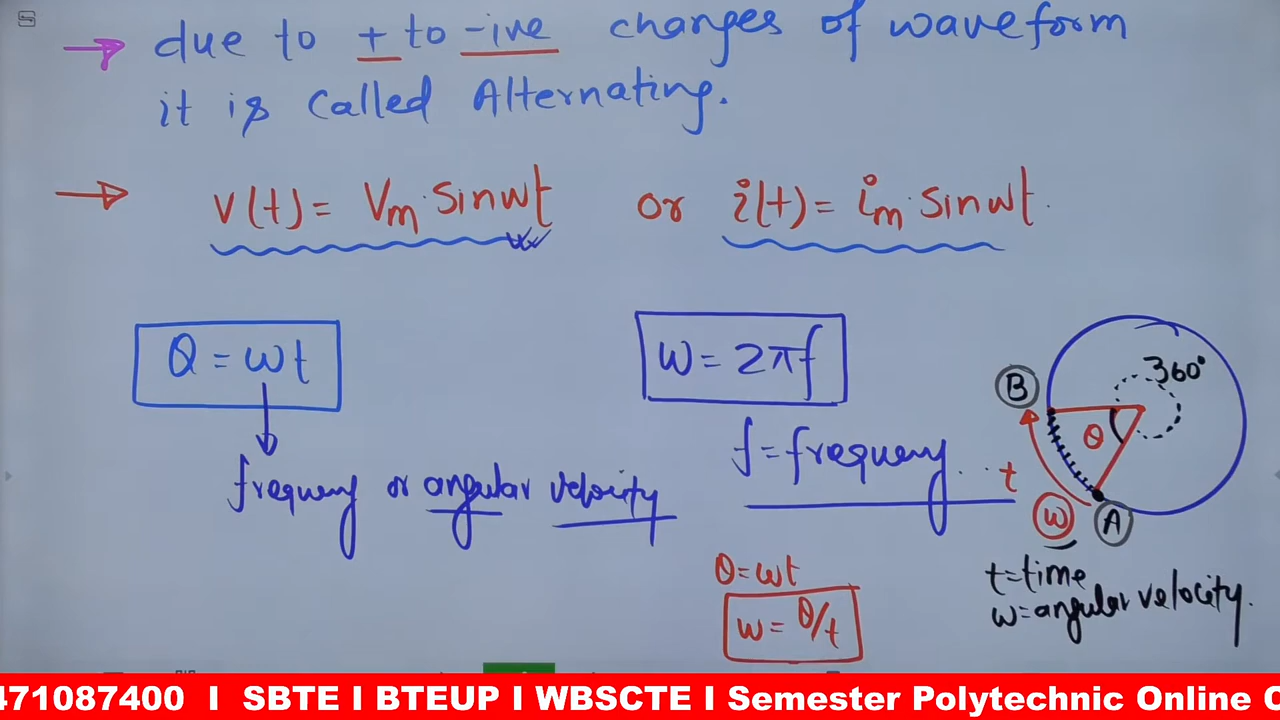 → due to + to -ive changes of waveform
it is called Alternating.
→ v(t) = Vm. Sinwt or i(t) = im. Sinwt.
θ = wt
w = 2πf
frequency or angular velocity
f = frequency
360°
B
θ
t
w
A
t = time
w = angular velocity.
θ = wt
w = θ/t
471087400 I SBTE I BTEUP I WBSCTE I Semester Polytechnic Online C